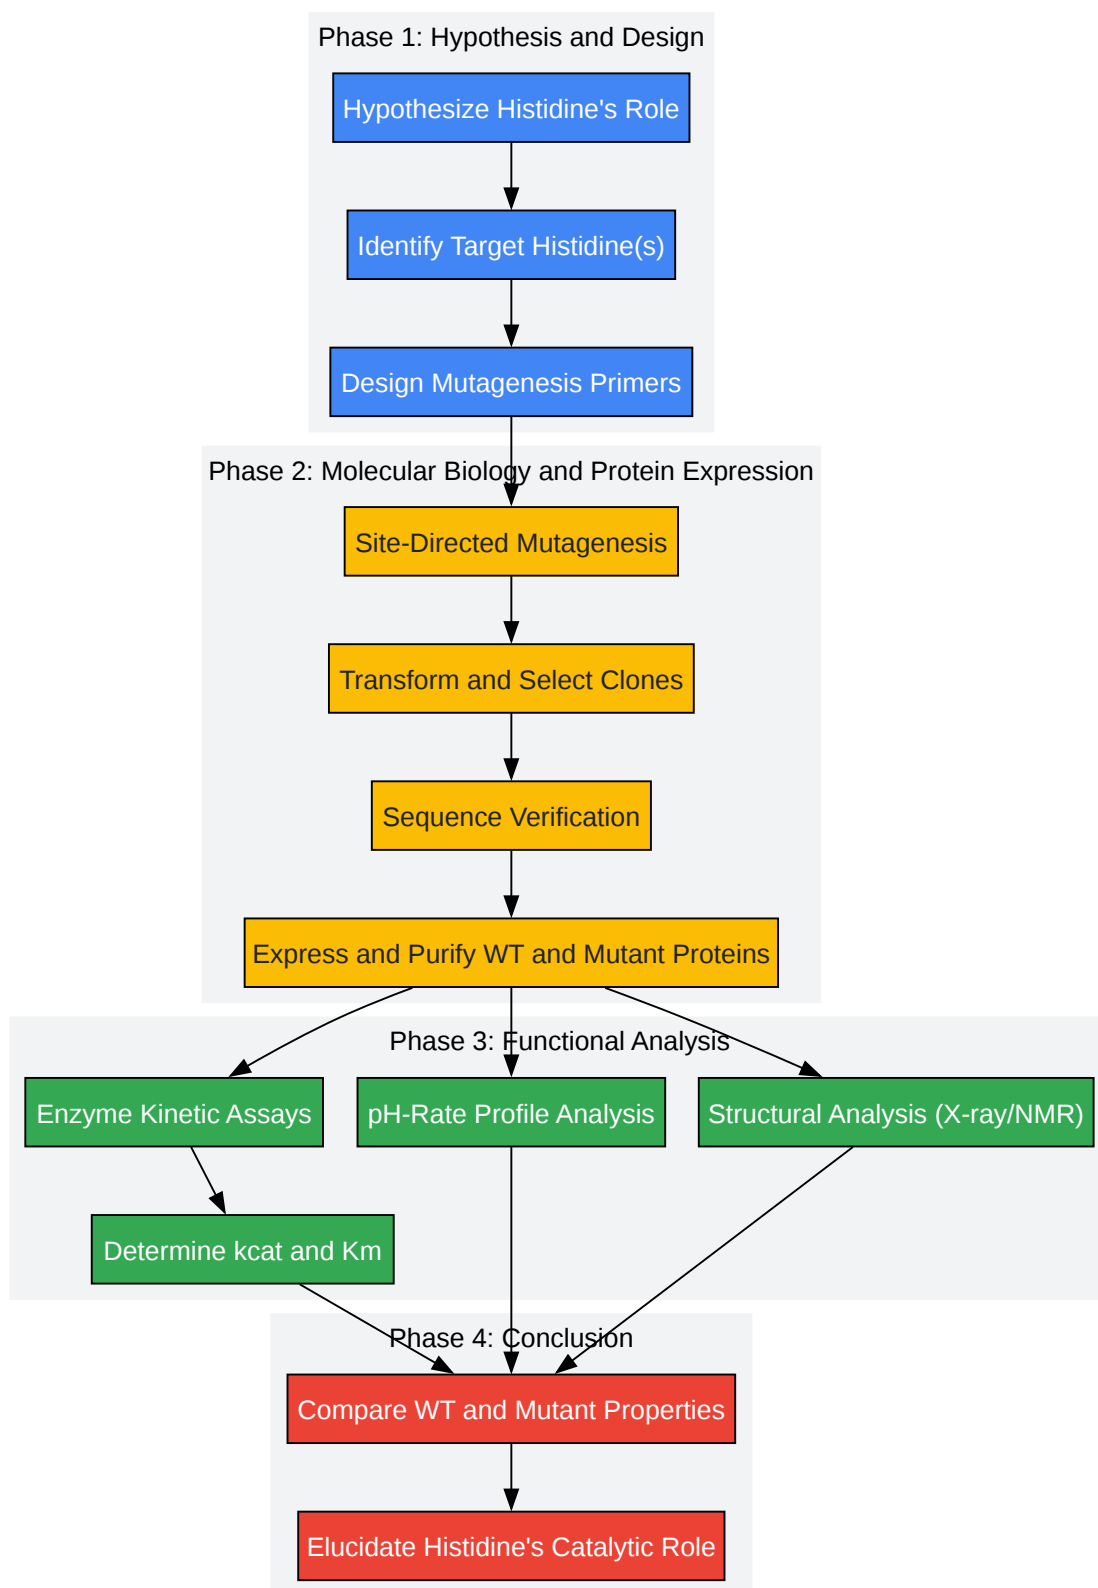 Phase 1: Hypothesis and Design
Hypothesize Histidine's Role
Identify Target Histidine(s)
Design Mutagenesis Primers
Phase 2: Molecular Biology and Protein Expression
Site-Directed Mutagenesis
Transform and Select Clones
Sequence Verification
Express and Purify WT and Mutant Proteins
Phase 3: Functional Analysis
Enzyme Kinetic Assays
pH-Rate Profile Analysis
Structural Analysis (X-ray/NMR)
Determine kcat and Km
Phase 4: Conclusion
Compare WT and Mutant Properties
Elucidate Histidine's Catalytic Role